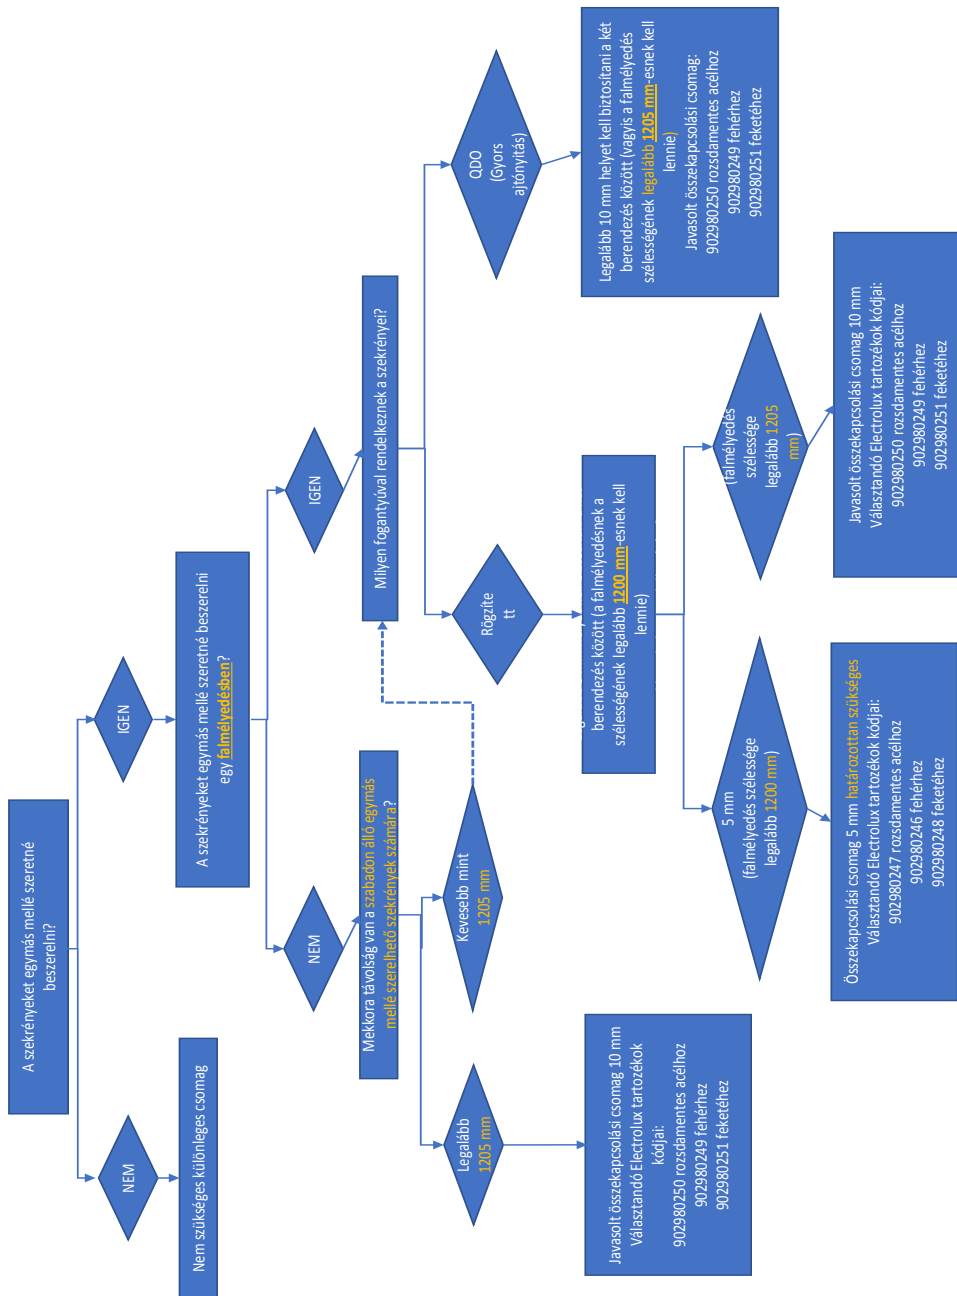 A szekrényeket egymás mellé szeretné
beszerelni?
NEM
IGEN
Nem szükséges különleges csomag
A szekrényeket egymás mellé szeretné beszerelni
egy falmélyedésben?
NEM
IGEN
Mekkora távolság van a szabadon álló egymás
mellé szerelhető szekrények számára?
Milyen fogantyúval rendelkeznek a szekrényei?
Legalább
1205 mm
Kevesebb mint
1205 mm
Rögzíte
tt
QDO
(Gyors
ajtónyitás)
Javasolt összekapcsolási csomag 10 mm
Választandó Electrolux tartozékok
kódjai:
902980250 rozsdamentes acélhoz
902980249 fehérhez
902980251 feketéhez
berendezés között (a falmélyedésnek a
szélességének legalább 1200 mm-esnek kell
lennie)
Legalább 10 mm helyet kell biztosítani a két
berendezés között (vagyis a falmélyedés
szélességének legalább 1205 mm-esnek kell
lennie)
Javasolt összekapcsolási csomag:
902980250 rozsdamentes acélhoz
902980249 fehérhez
902980251 feketéhez
5 mm
(falmélyedés szélessége
legalább 1200 mm)
(falmélyedés
szélessége
legalább 1205
mm)
Összekapcsolási csomag 5 mm határozottan szükséges
Választandó Electrolux tartozékok kódjai:
902980247 rozsdamentes acélhoz
902980246 fehérhez
902980248 feketéhez
Javasolt összekapcsolási csomag 10 mm
Választandó Electrolux tartozékok kódjai:
902980250 rozsdamentes acélhoz
902980249 fehérhez
902980251 feketéhez